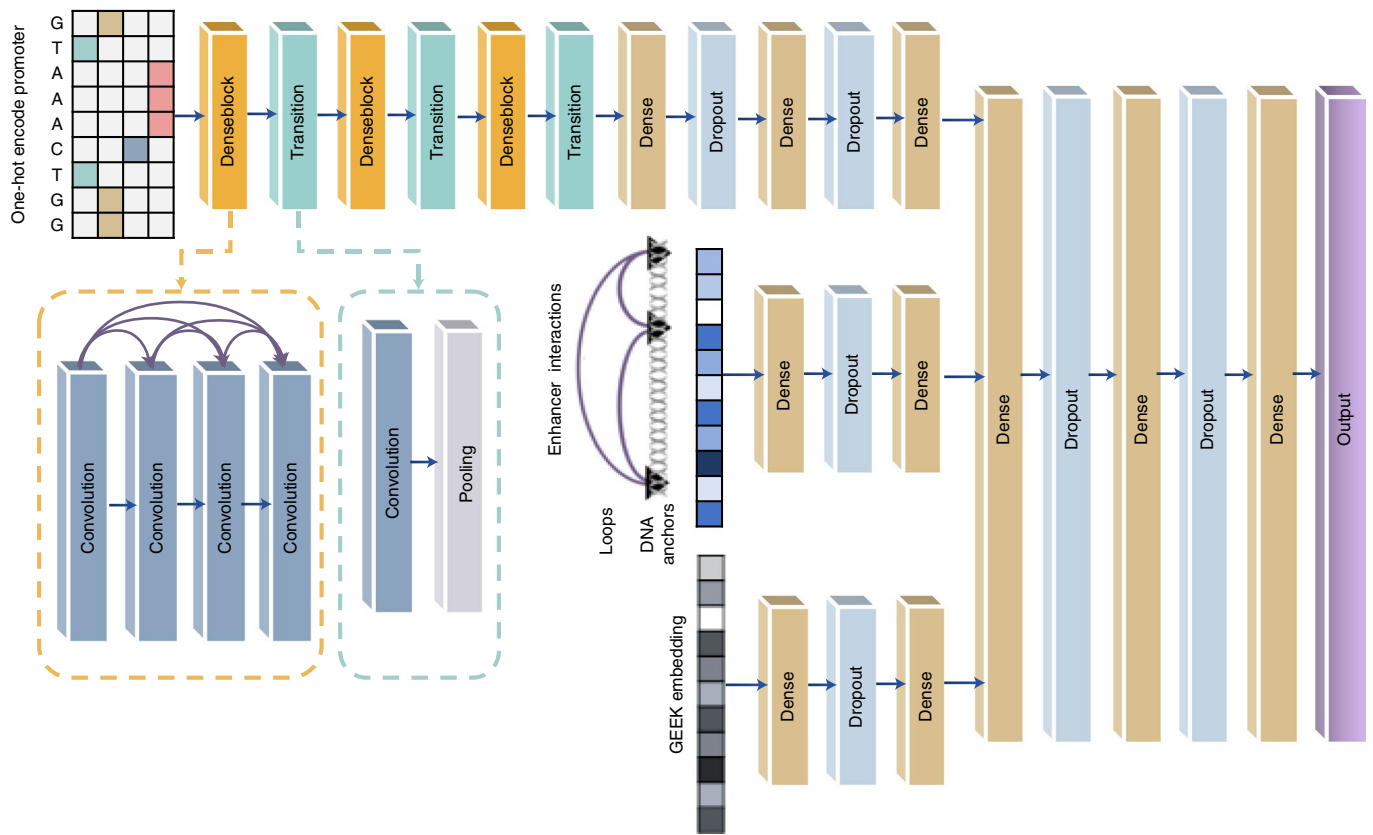 One-hot encode promoter
G
T
A
A
A
C
T
G
G
Denseblock
Transition
Denseblock
Transition
Denseblock
Transition
Dense
Dropout
Dense
Dropout
Dense
Convolution
Convolution
Convolution
Convolution
Convolution
Pooling
Enhancer interactions
Loops
DNA
anchors
Dense
Dropout
Dense
GEEK embedding
Dense
Dropout
Dense
Dense
Dropout
Dense
Dropout
Dense
Output